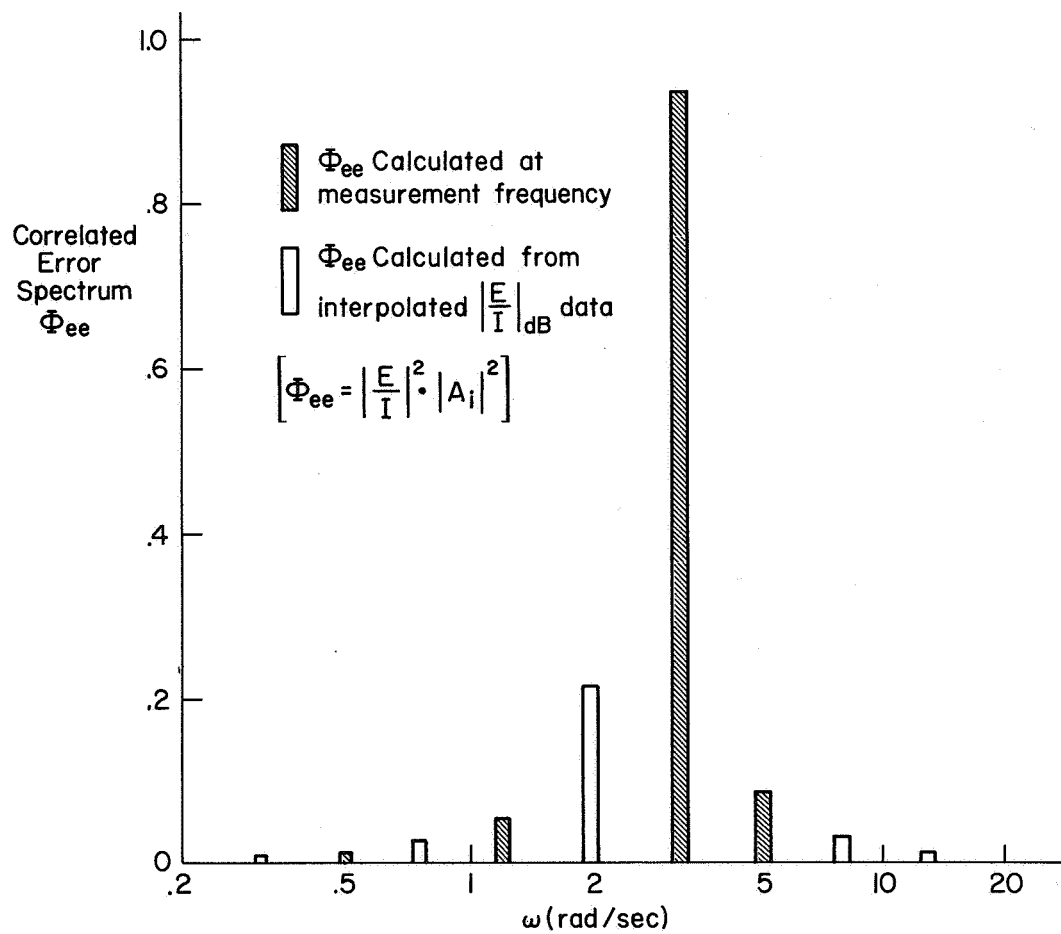 1.0
.8
.6
.4
.2
0
Correlated
Error
Spectrum
Φee
Φee Calculated at
measurement frequency
Φee Calculated from
interpolated |E/I|dB data
[Φee = |E/I|² • |Ai|²]
.2 .5 1 2 5 10 20
ω (rad/sec)